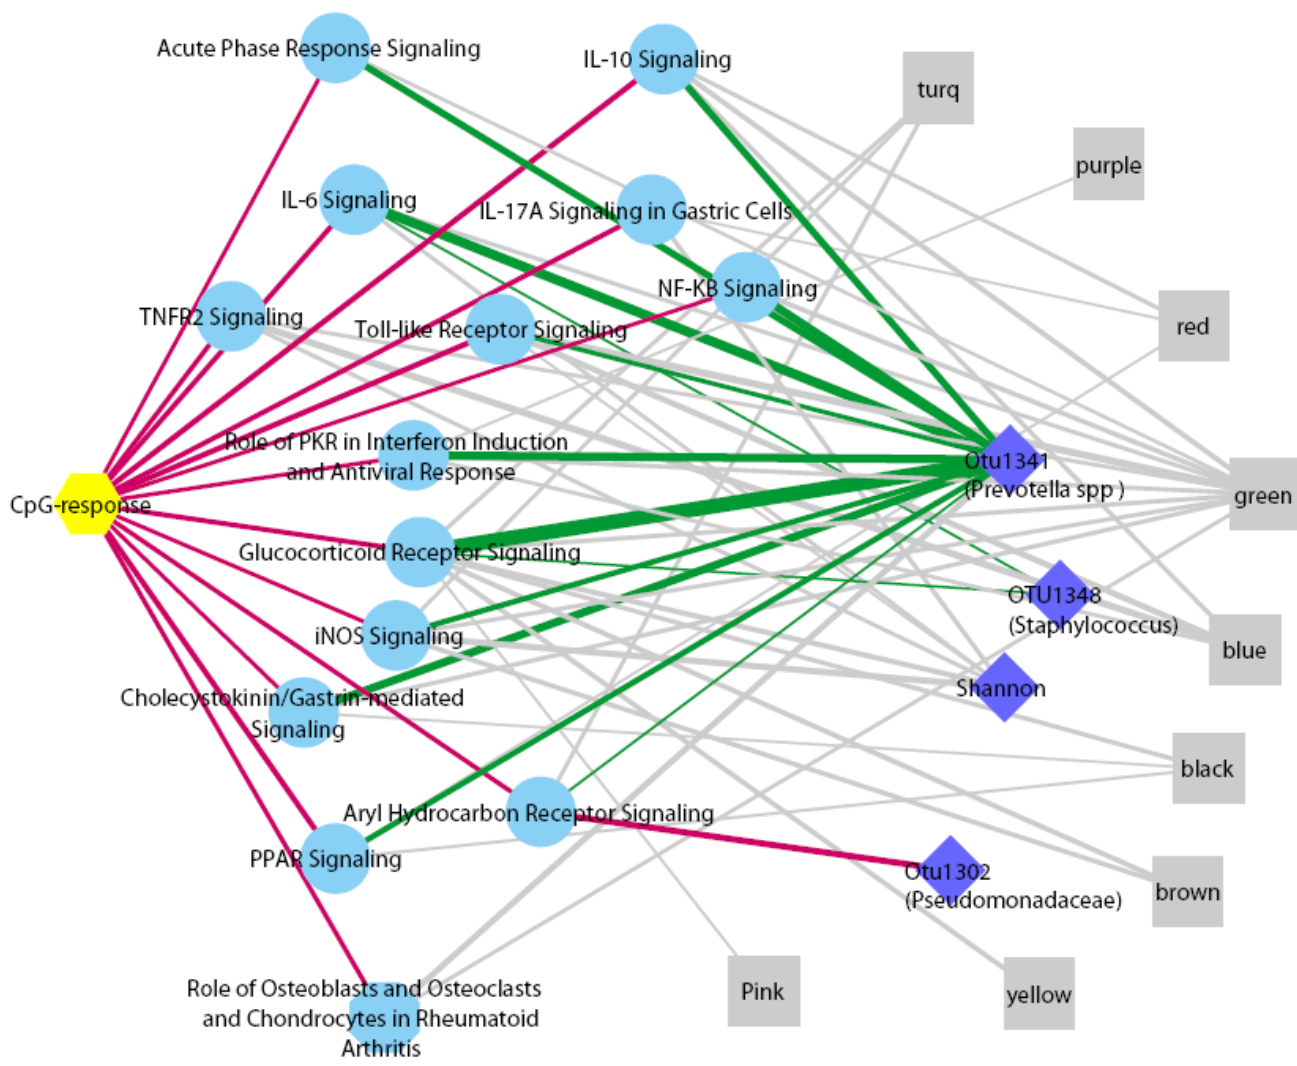 Acute Phase Response Signaling
IL-10 Signaling
turq
purple
IL-6 Signaling
IL-17A Signaling in Gastric Cells
NF-KB Signaling
TNFR2 Signaling
Toll-like Receptor Signaling
red
Role of PKR in Interferon Induction
and Antiviral Response
Otu1341
(Prevotella spp )
CpG-response
green
Glucocorticoid Receptor Signaling
OTU1348
(Staphylococcus)
iNOS Signaling
blue
Shannon
Cholecystokinin/Gastrin-mediated
Signaling
black
Aryl Hydrocarbon Receptor Signaling
PPAR Signaling
Otu1302
(Pseudomonadaceae)
brown
Role of Osteoblasts and Osteoclasts
and Chondrocytes in Rheumatoid
Arthritis
Pink
yellow